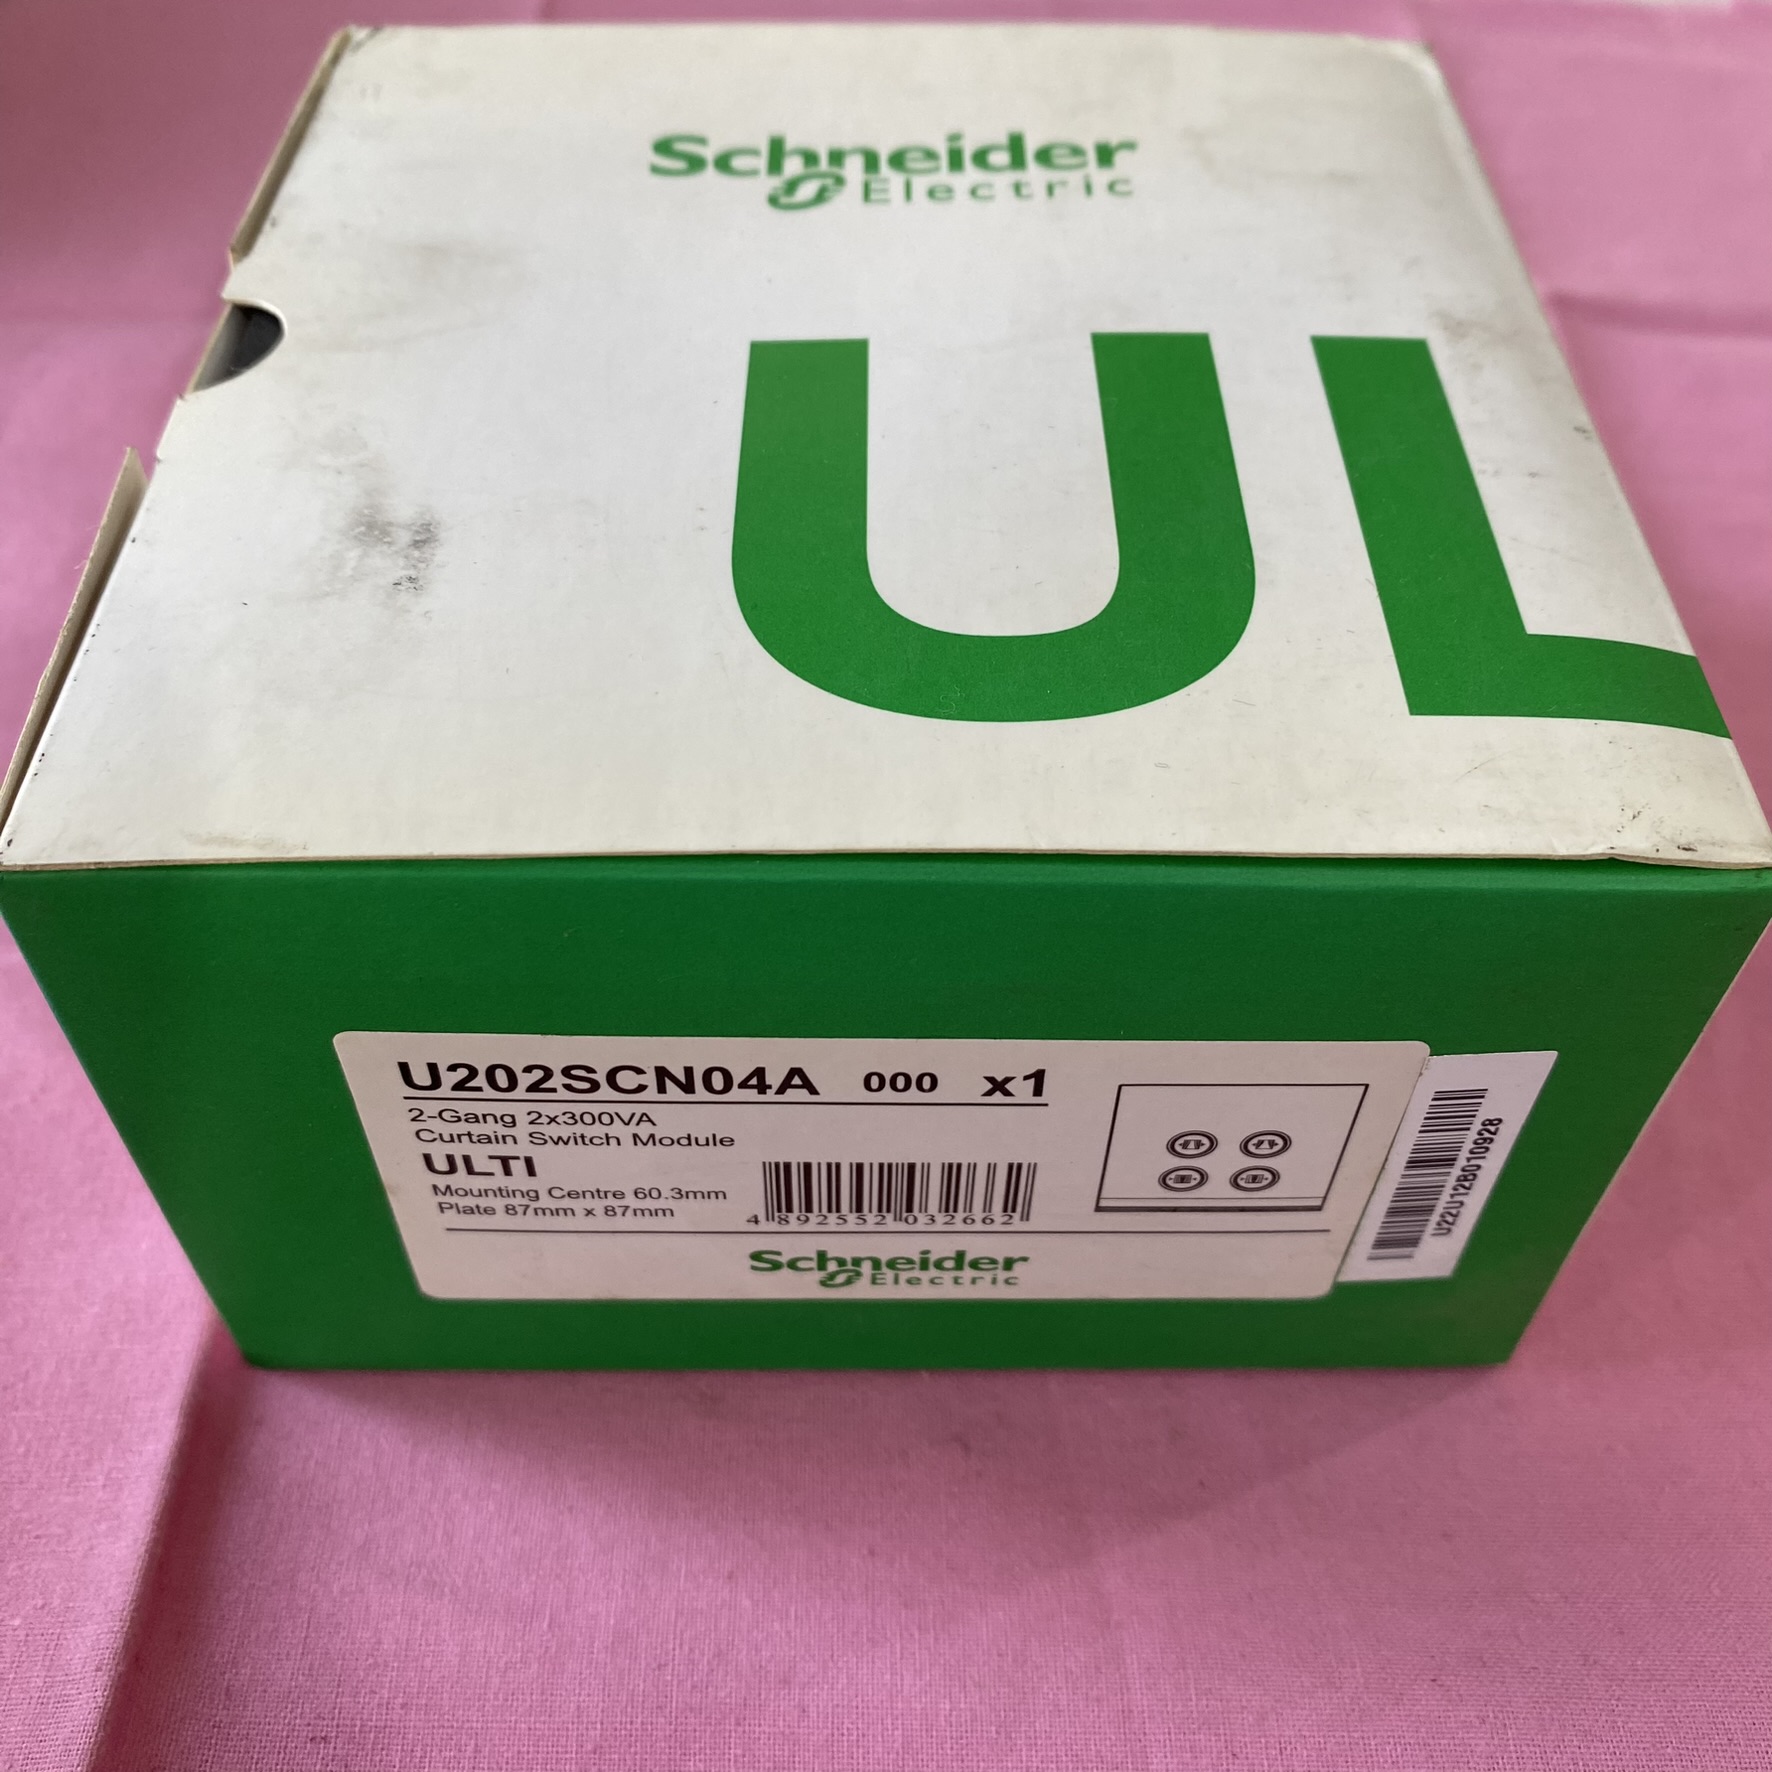 Schneider
Electric
UL
U202SCN04A 000 x1
2-Gang 2x300VA
Curtain Switch Module
ULTI
Mounting Centre 60.3mm
Plate 87mm x 87mm
4 892552 032662
Schneider
Electric
U22U12B010928